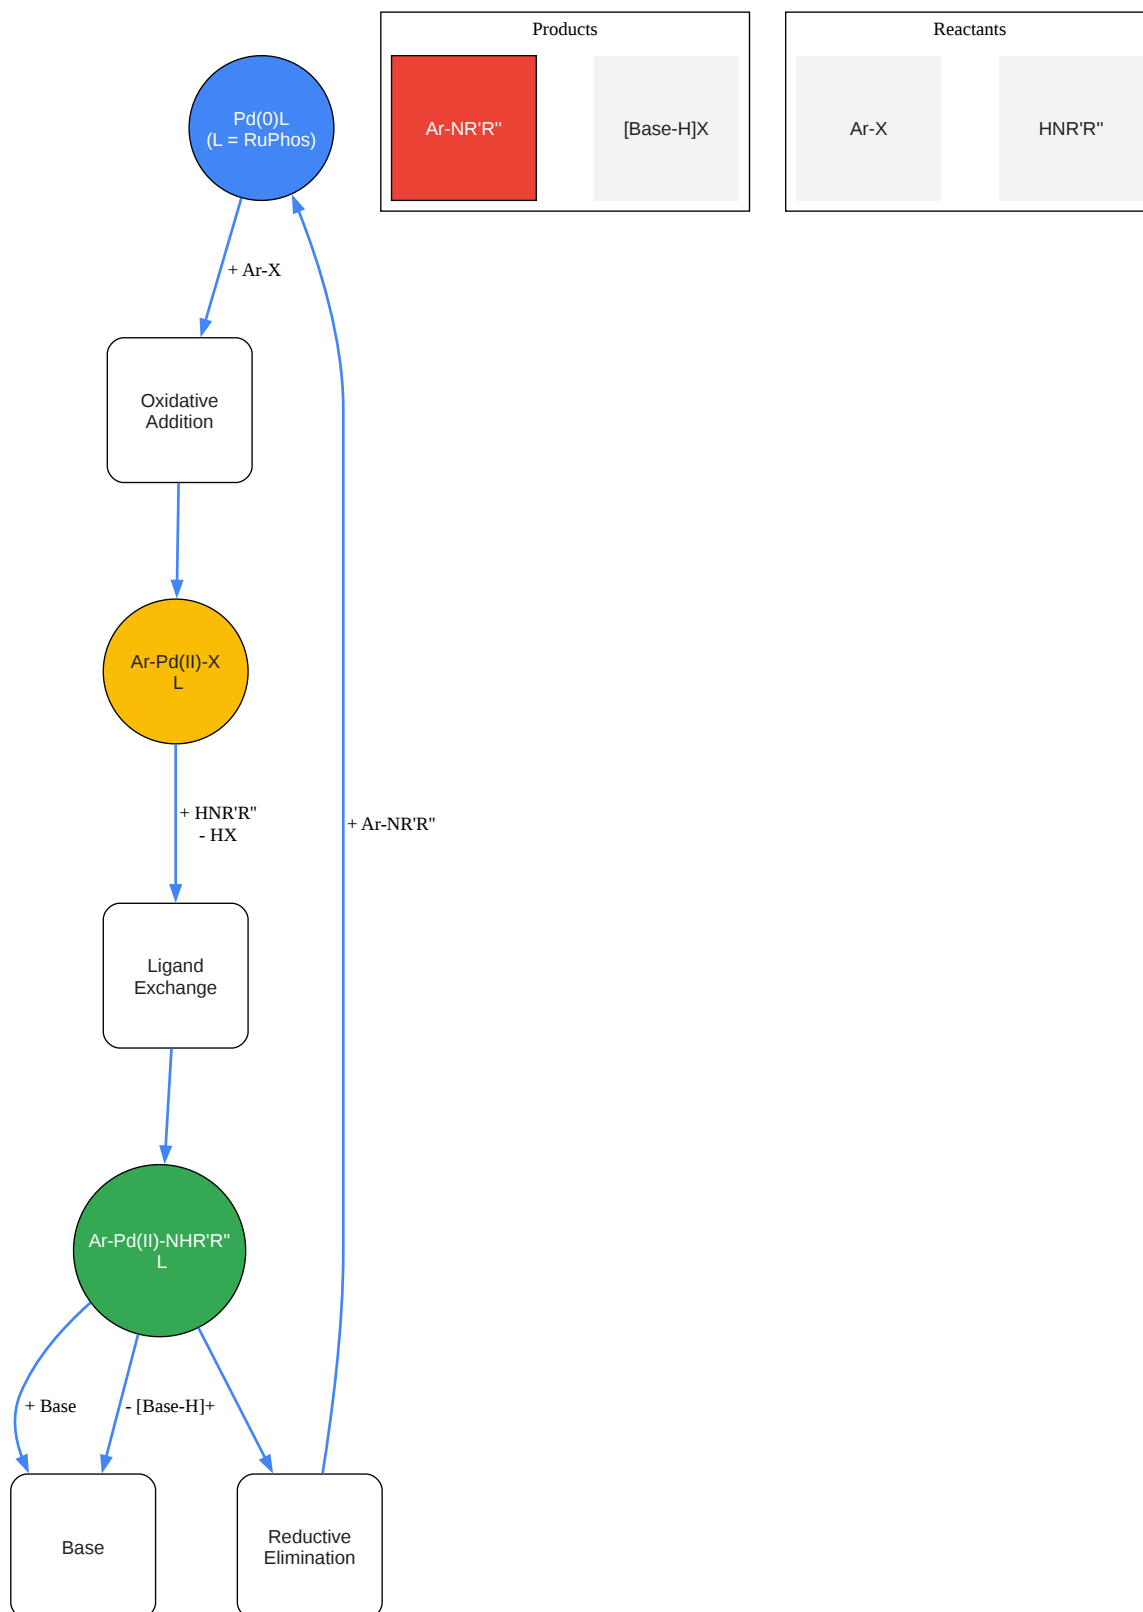 Products
Reactants
Pd(0)L
(L = RuPhos)
Ar-NR'R"
[Base-H]X
Ar-X
HNR'R"
+ Ar-X
Oxidative
Addition
Ar-Pd(II)-X
L
+ HNR'R"
- HX
+ Ar-NR'R"
Ligand
Exchange
Ar-Pd(II)-NHR'R"
L
+ Base
- [Base-H]+
Base
Reductive
Elimination